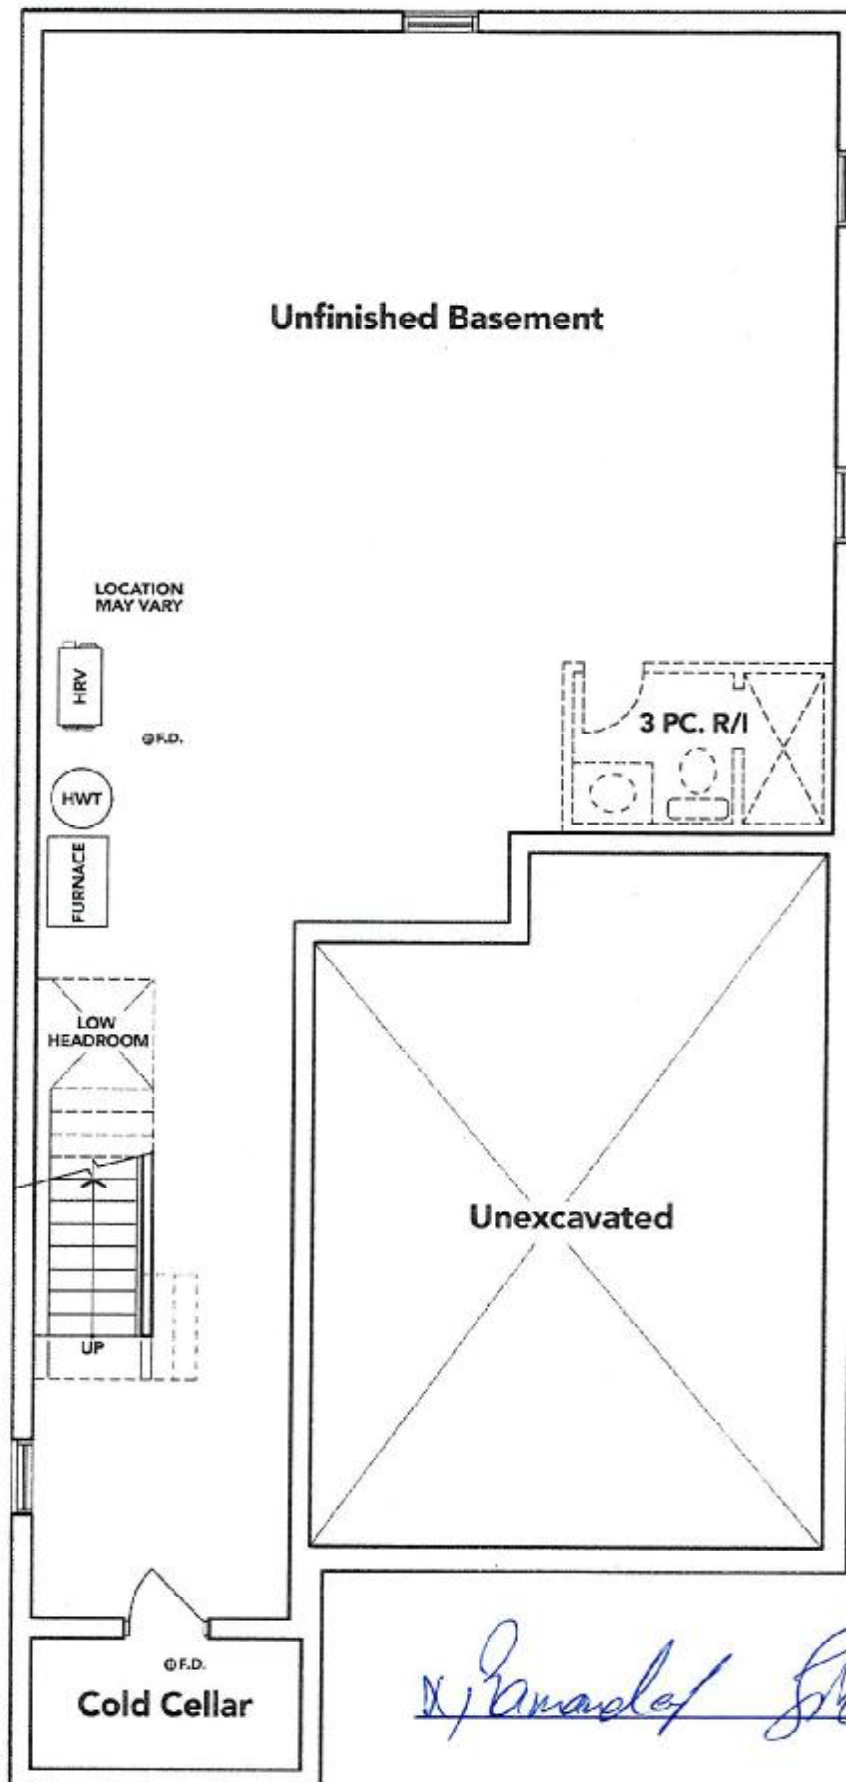 Unfinished Basement
LOCATION
MAY VARY
HRV
F.D.
3 PC. R/I
HWT
FURNACE
LOW
HEADROOM
Unexcavated
UP
F.D.
Cold Cellar